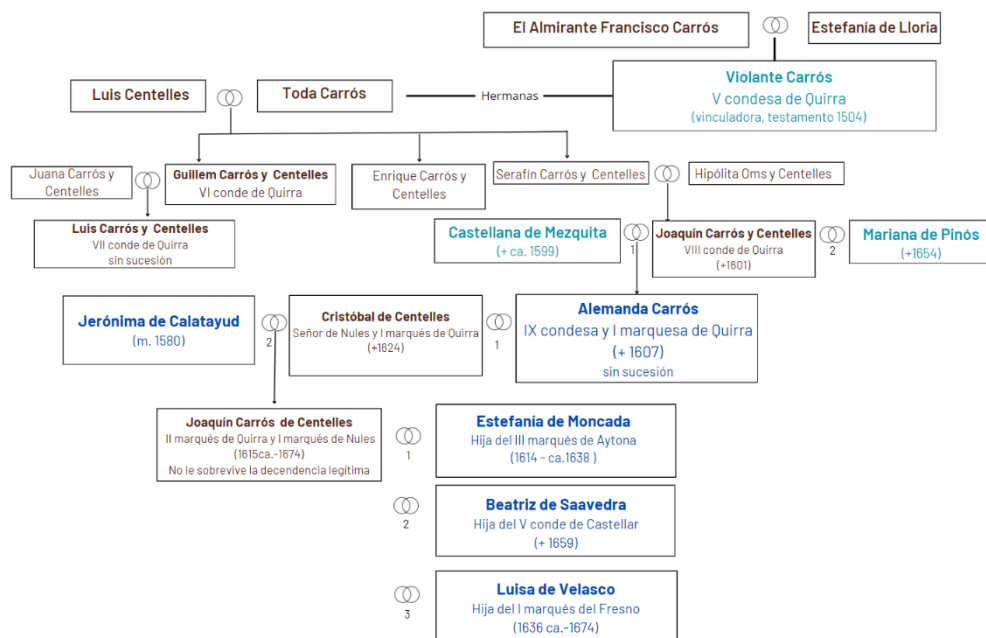 El Almirante Francisco Carrós
Estefanía de Lloria
Violante Carrós
V condesa de Quirra
(vinculadora, testamento 1504)
Luis Centelles
Toda Carrós
Hermanas
Juana Carrós y
Centelles
Guillem Carrós y Centelles
VI conde de Quirra
Enrique Carrós y
Centelles
Serafín Carrós y Centelles
Hipólita Oms y Centelles
Luis Carrós y Centelles
VII conde de Quirra
sin sucesión
Castellana de Mezquita
(+ ca. 1599)
1
Joaquín Carrós y Centelles
VIII conde de Quirra
(+1601)
2
Mariana de Pinós
(+1654)
Jerónima de Calatayud
(m. 1580)
2
Cristóbal de Centelles
Señor de Nules y I marqués de Quirra
(+1624)
1
Alemanda Carrós
IX condesa y I marquesa de Quirra
(+ 1607)
sin sucesión
Joaquín Carrós de Centelles
II marqués de Quirra y I marqués de Nules
(1615ca.-1674)
No le sobrevive la decendencia legítima
1
Estefanía de Moncada
Hija del III marqués de Aytona
(1614 - ca.1638 )
2
Beatriz de Saavedra
Hija del V conde de Castellar
(+ 1659)
3
Luisa de Velasco
Hija del I marqués del Fresno
(1636 ca.-1674)